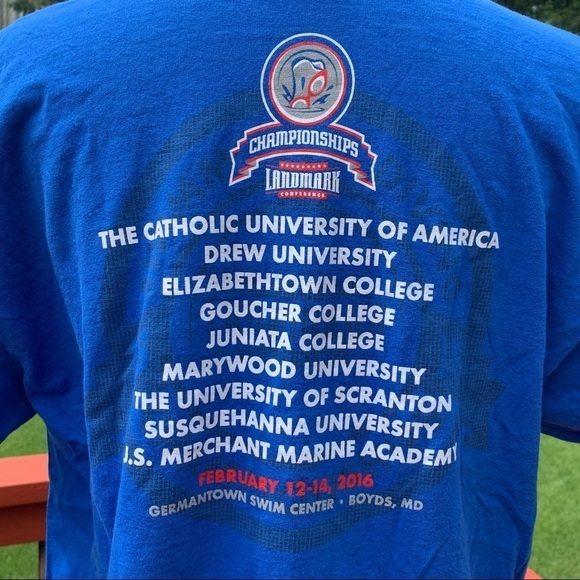 CHAMPIONSHIPS
LANDMARK
CONFERENCE
THE CATHOLIC UNIVERSITY OF AMERICA
DREW UNIVERSITY
ELIZABETHTOWN COLLEGE
GOUCHER COLLEGE
JUNIATA COLLEGE
MARYWOOD UNIVERSITY
THE UNIVERSITY OF SCRANTON
SUSQUEHANNA UNIVERSITY
U.S. MERCHANT MARINE ACADEMY
FEBRUARY 12-14, 2016
GERMANTOWN SWIM CENTER • BOYDS, MD